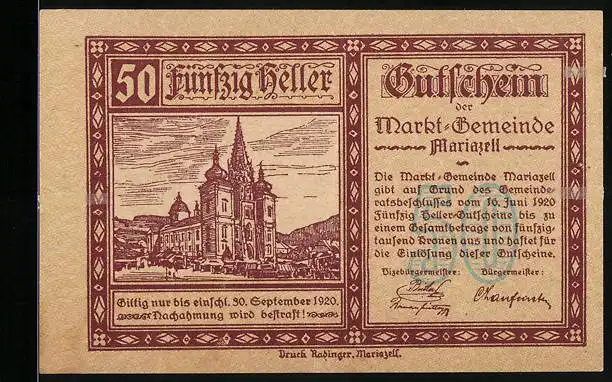 50 Fünfzig Heller
Gültig nur bis einschl. 30. September 1920.
Nachahmung wird bestraft!
Gutschein
der
Markt-Gemeinde
Mariazell
Die Markt-Gemeinde Mariazell
gibt auf Grund des Gemeinde-
ratsbeschlusses vom 16. Juni 1920
Fünfzig Heller-Gutscheine bis zu
einem Gesamtbetrage von fünfzig-
tausend Kronen aus und haftet für
die Einlösung dieser Gutscheine.
50
Vizebürgermeister: Bürgermeister:
Druck Radinger, Mariazell.